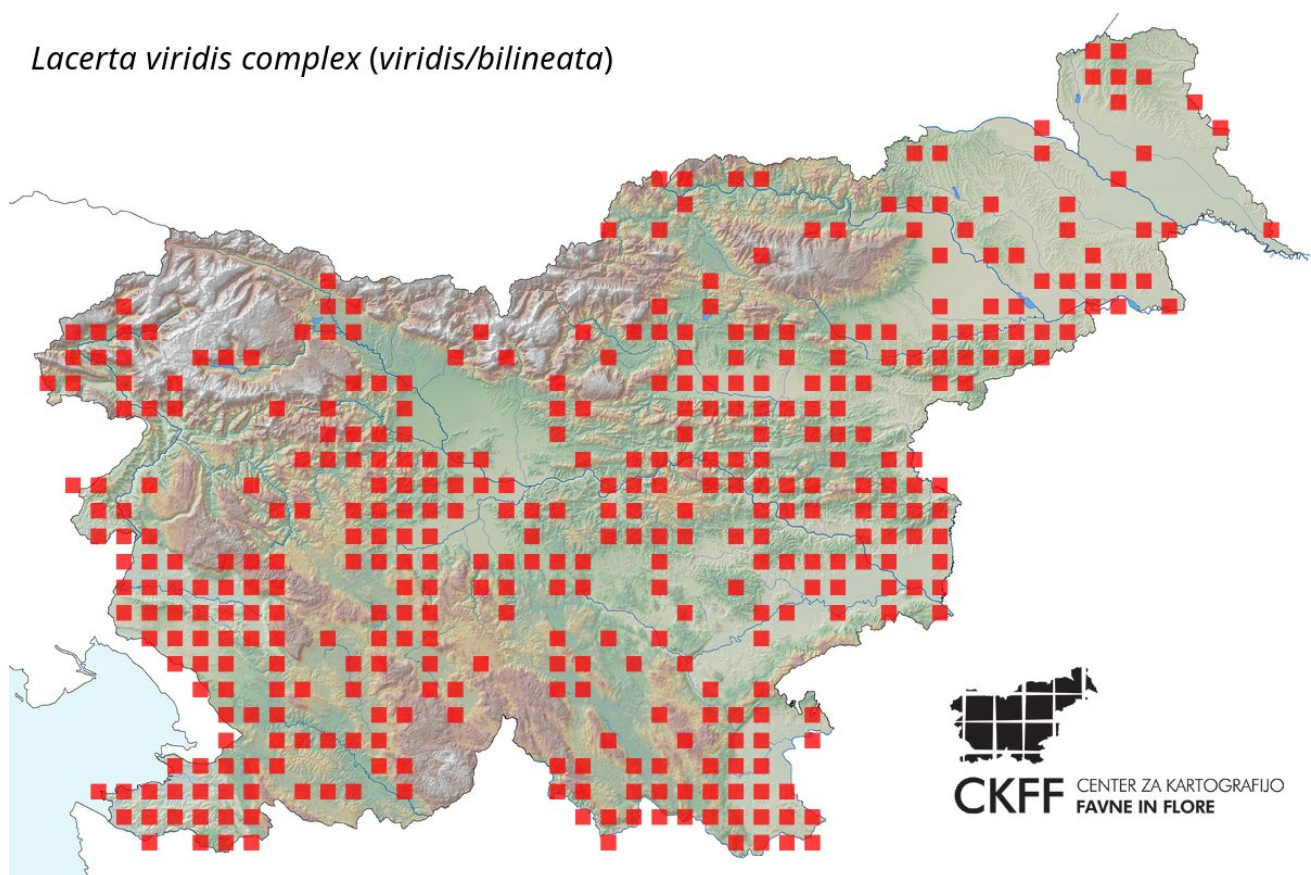 Lacerta viridis complex (viridis/bilineata)
CKFF CENTER ZA KARTOGRAFIJO
FAVNE IN FLORE